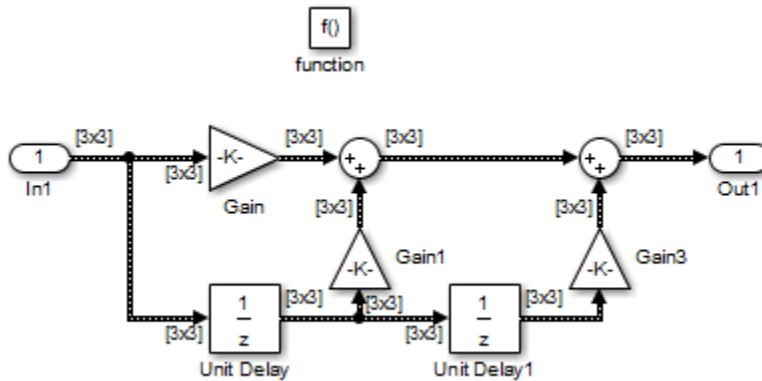 f()
function
[3x3]
[3x3]
[3x3]
[3x3]
1
-K-
++
++
1
[3x3]
In1
Gain
[3x3]
[3x3]
Out1
-K-
Gain1
-K-
Gain3
[3x3]
[3x3]
[3x3]
[3x3]
[3x3]
1
z
1
z
Unit Delay
Unit Delay1